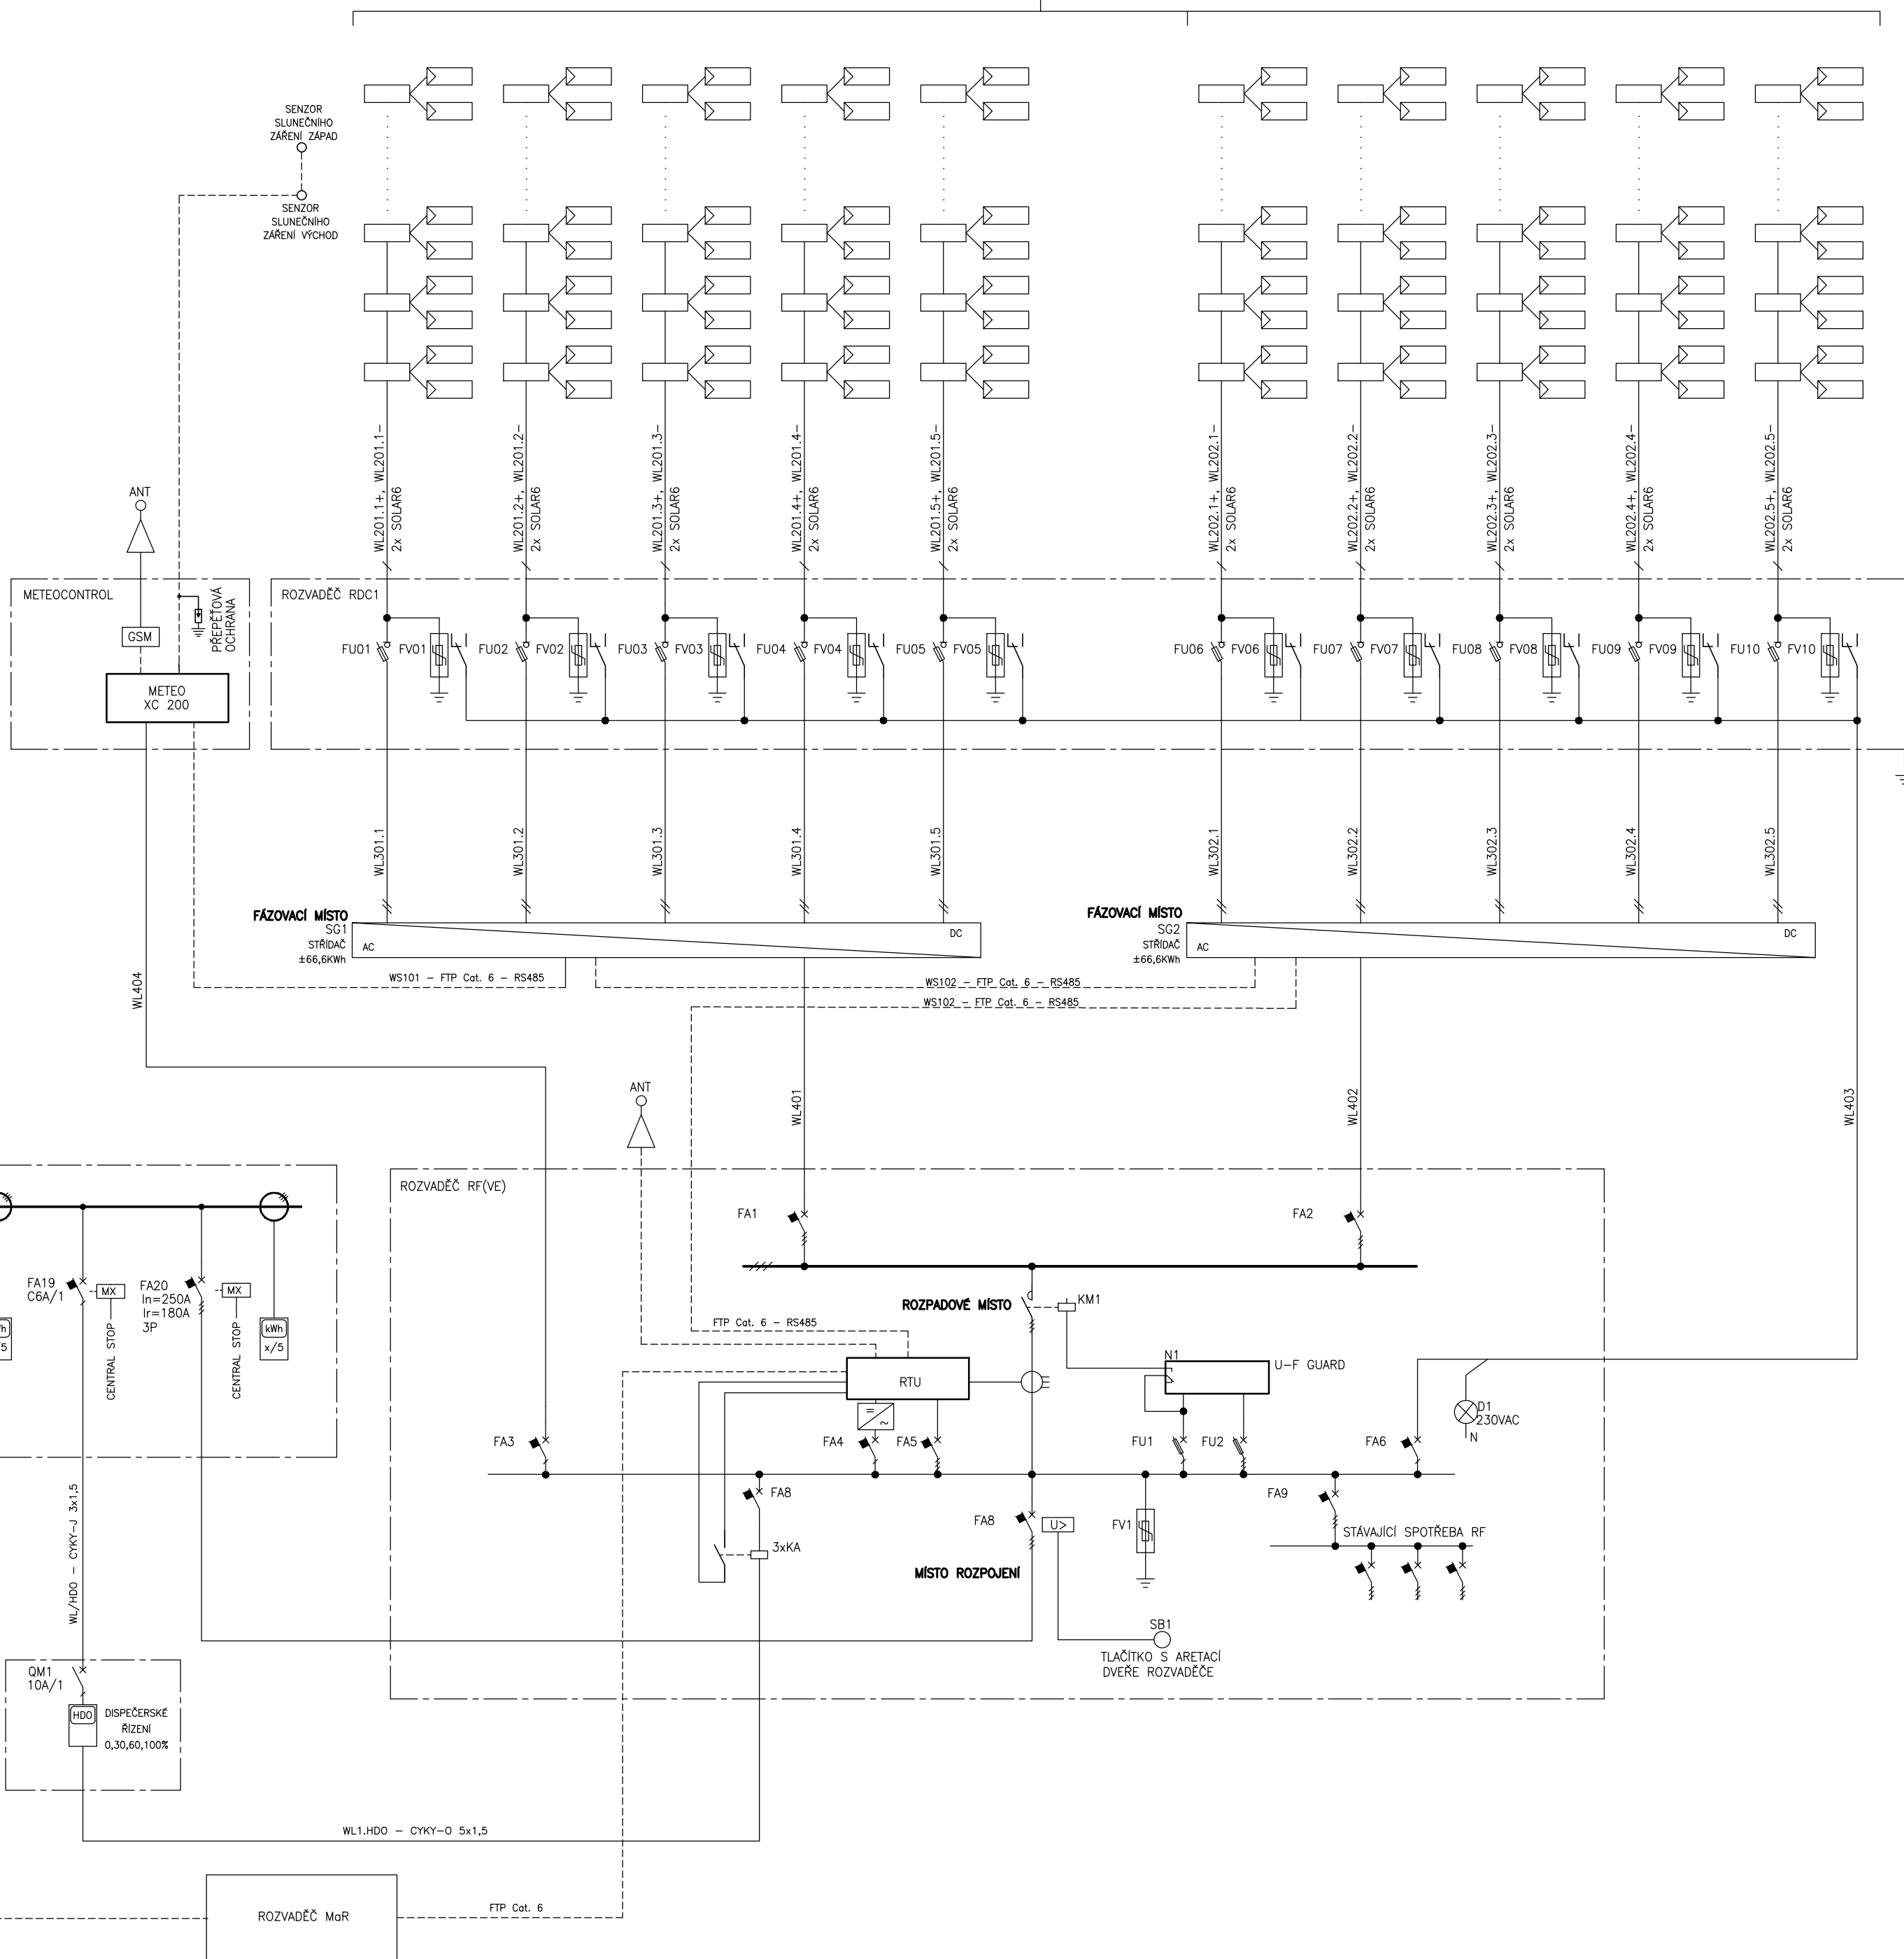 SENZOR
SLUNEČNÍHO
ZÁŘENÍ ZÁPAD
SENZOR
SLUNEČNÍHO
ZÁŘENÍ VÝCHOD
WL201.1+, WL201.1-
2x SOLAR6
WL201.2+, WL201.2-
2x SOLAR6
WL201.3+, WL201.3-
2x SOLAR6
WL201.4+, WL201.4-
2x SOLAR6
WL201.5+, WL201.5-
2x SOLAR6
WL202.1+, WL202.1-
2x SOLAR6
WL202.2+, WL202.2-
2x SOLAR6
WL202.3+, WL202.3-
2x SOLAR6
WL202.4+, WL202.4-
2x SOLAR6
WL202.5+, WL202.5-
2x SOLAR6
ANT
METEOCONTROL
GSM
PŘEPĚŤOVÁ
OCHRANA
METEO
XC 200
ROZVADĚČ RDC1
FU01
FV01
FU02
FV02
FU03
FV03
FU04
FV04
FU05
FV05
FU06
FV06
FU07
FV07
FU08
FV08
FU09
FV09
FU10
FV10
WL301.1
WL301.2
WL301.3
WL301.4
WL301.5
WL302.1
WL302.2
WL302.3
WL302.4
WL302.5
FÁZOVACÍ MÍSTO
SG1
STŘÍDAČ
±66,6KWh
AC
DC
FÁZOVACÍ MÍSTO
SG2
STŘÍDAČ
±66,6KWh
AC
DC
WS101 - FTP Cat. 6 - RS485
WS102 - FTP Cat. 6 - RS485
WS102 - FTP Cat. 6 - RS485
WL404
WL401
WL402
WL403
ANT
ROZVADĚČ RF(VE)
FA1
FA2
FA19
C6A/1
MX
CENTRAL STOP
FA20
In=250A
Ir=180A
3P
MX
CENTRAL STOP
kWh
x/5
ROZPADOVÉ MÍSTO
KM1
FTP Cat. 6 - RS485
RTU
=
~
N1
U-F GUARD
D1
230VAC
N
FA3
FA4
FA5
FU1
FU2
FA6
FA8
FA8
U>
FV1
FA9
STÁVAJÍCÍ SPOTŘEBA RF
3xKA
MÍSTO ROZPOJENÍ
SB1
TLAČÍTKO S ARETACÍ
DVEŘE ROZVADĚČE
WL/HDO - CYKY-J 3x1,5
QM1
10A/1
HDO
DISPEČERSKÉ
ŘÍZENÍ
0,30,60,100%
WL1.HDO - CYKY-O 5x1,5
ROZVADĚČ MaR
FTP Cat. 6